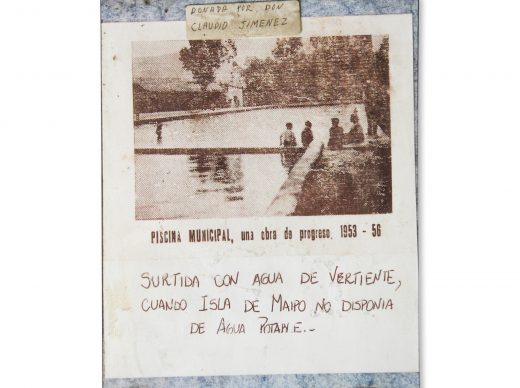 DONADA POR DON
CLAUDIO JIMENEZ
PISCINA MUNICIPAL, una obra de progreso, 1953 - 56
SURTIDA CON AGUA DE VERTIENTE,
CUANDO ISLA DE MAIPO NO DISPONIA
DE AGUA POTABLE.-